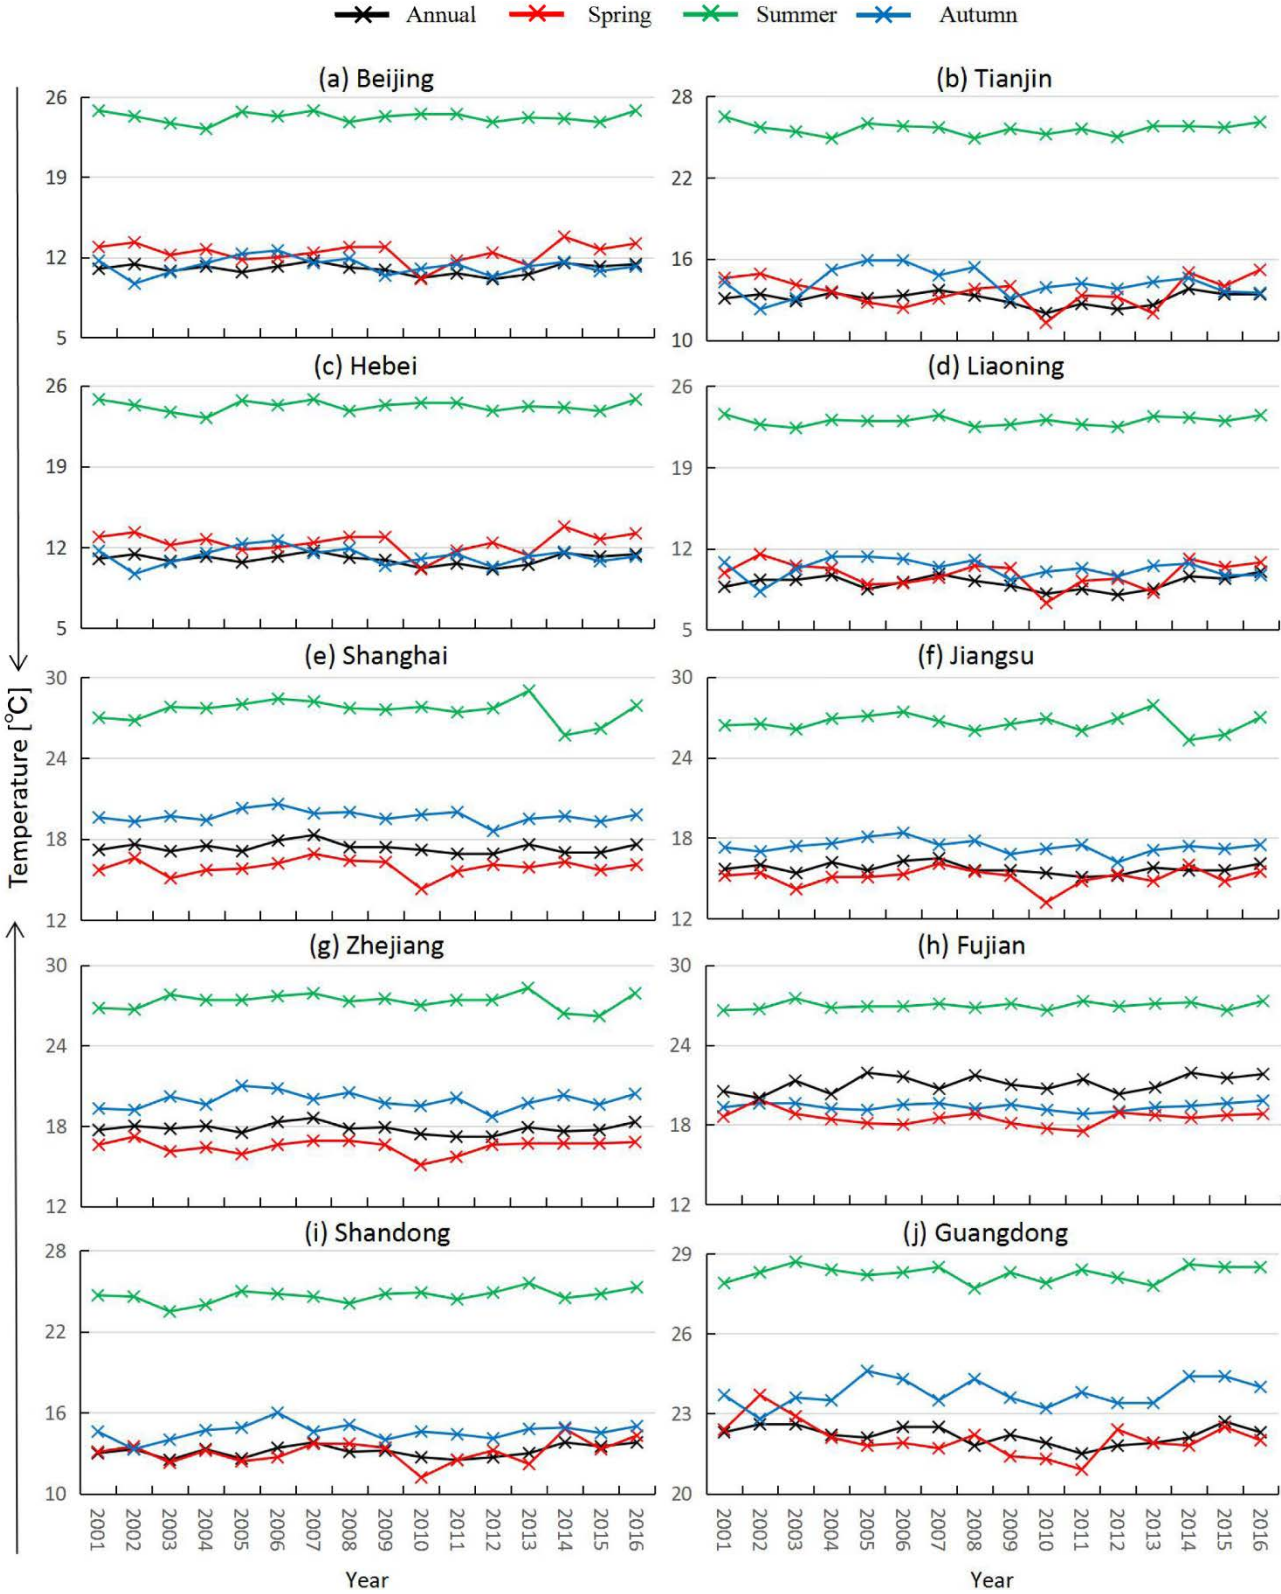 Annual Spring Summer Autumn
(a) Beijing (b) Tianjin
26 28
19 22
12 16
5 10
(c) Hebei (d) Liaoning
26 26
19 19
12 12
5 5
(e) Shanghai (f) Jiangsu
30 30
24 24
18 18
12 12
(g) Zhejiang (h) Fujian
30 30
24 24
18 18
12 12
(i) Shandong (j) Guangdong
28 29
22 26
16 23
10 20
2001 2002 2003 2004 2005 2006 2007 2008 2009 2010 2011 2012 2013 2014 2015 2016 2001 2002 2003 2004 2005 2006 2007 2008 2009 2010 2011 2012 2013 2014 2015 2016
Year Year
Temperature [℃]